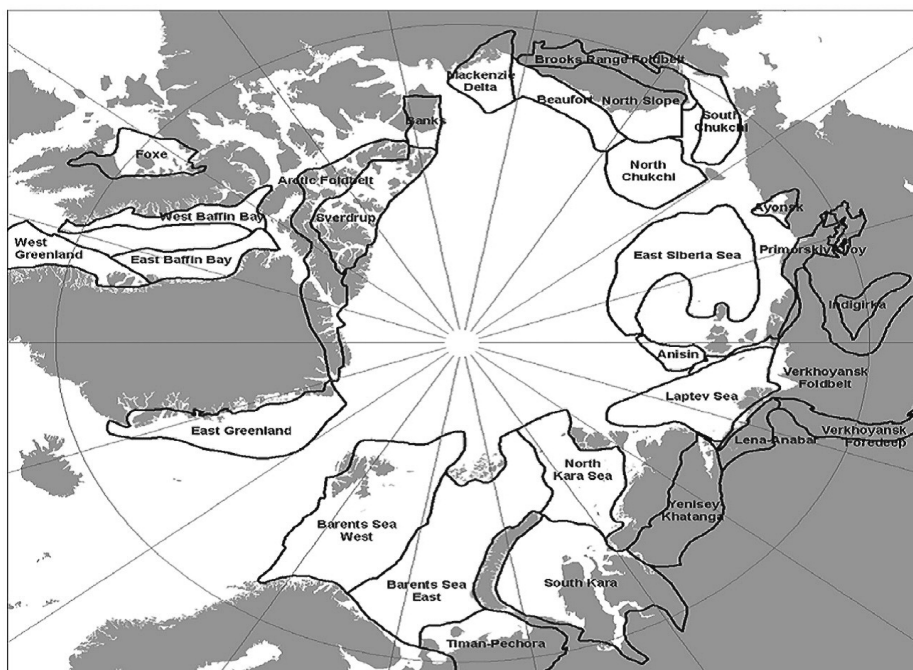 Mackenzie
Delta
Brooks Range Foldbelt
Beaufort
North Slope
South
Chukchi
Banks
Foxe
North
Chukchi
Arctic Foldbelt
Sverdrup
Ayonsk
West Baffin Bay
West
Greenland
East Baffin Bay
East Siberia Sea
Indigirka
Anisin
Verkhoyansk
Foldbelt
Laptev Sea
East Greenland
Lena-Anabar
Verkhoyansk
Foredeep
North
Kara Sea
Yenisey
Khatanga
Barents Sea
West
Barents Sea
East
South Kara
Timan-Pechora